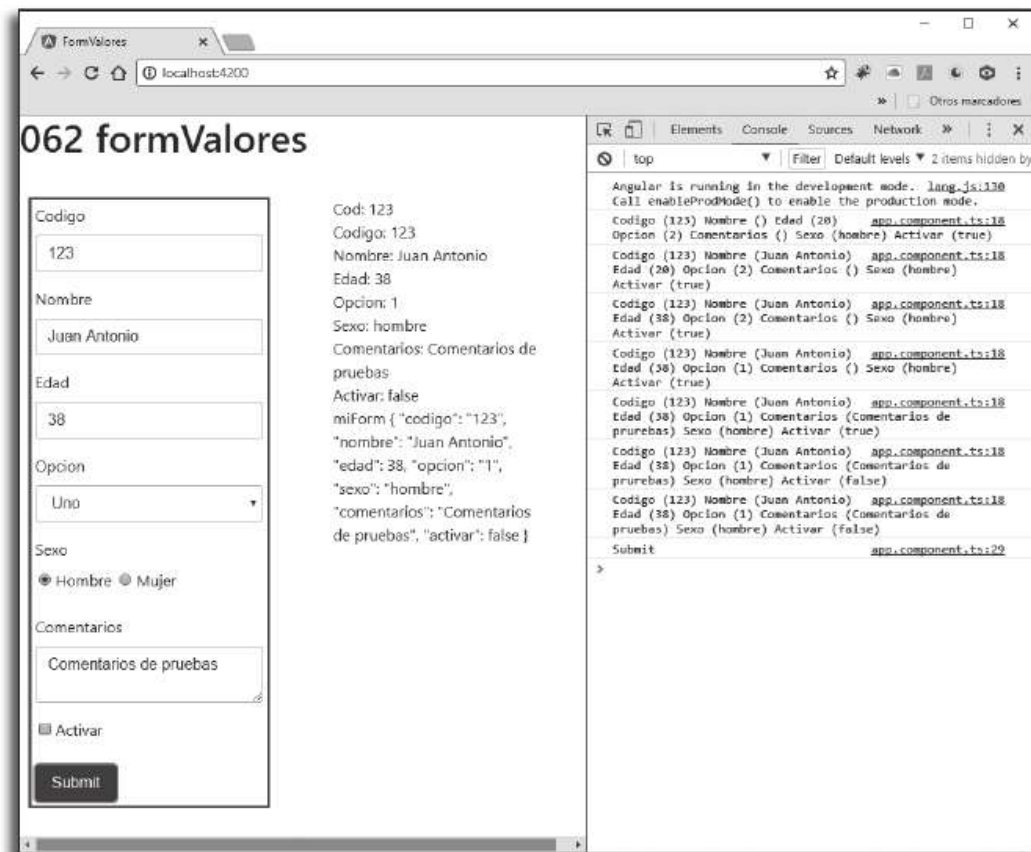 FormValores
localhost:4200
Otros marcadores
062 formValores
Codigo
123
Nombre
Juan Antonio
Edad
38
Opcion
Uno
Sexo
Hombre Mujer
Comentarios
Comentarios de pruebas
Activar
Submit
Cod: 123
Codigo: 123
Nombre: Juan Antonio
Edad: 38
Opcion: 1
Sexo: hombre
Comentarios: Comentarios de
pruebas
Activar: false
miForm { "codigo": "123",
"nombre": "Juan Antonio",
"edad": 38, "opcion": "1",
"sexo": "hombre",
"comentarios": "Comentarios
de pruebas", "activar": false }
Elements Console Sources Network »
top Filter Default levels ▼ 2 items hidden by
Angular is running in the development mode. lang.js:130
Call enableProdMode() to enable the production mode.
Codigo (123) Nombre () Edad (20) app.component.ts:18
Opcion (2) Comentarios () Sexo (hombre) Activar (true)
Codigo (123) Nombre (Juan Antonio) app.component.ts:18
Edad (20) Opcion (2) Comentarios () Sexo (hombre)
Activar (true)
Codigo (123) Nombre (Juan Antonio) app.component.ts:18
Edad (38) Opcion (2) Comentarios () Sexo (hombre)
Activar (true)
Codigo (123) Nombre (Juan Antonio) app.component.ts:18
Edad (38) Opcion (1) Comentarios () Sexo (hombre)
Activar (true)
Codigo (123) Nombre (Juan Antonio) app.component.ts:18
Edad (38) Opcion (1) Comentarios (Comentarios de
prurebas) Sexo (hombre) Activar (true)
Codigo (123) Nombre (Juan Antonio) app.component.ts:18
Edad (38) Opcion (1) Comentarios (Comentarios de
prurebas) Sexo (hombre) Activar (false)
Codigo (123) Nombre (Juan Antonio) app.component.ts:18
Edad (38) Opcion (1) Comentarios (Comentarios de
pruebas) Sexo (hombre) Activar (false)
Submit app.component.ts:29